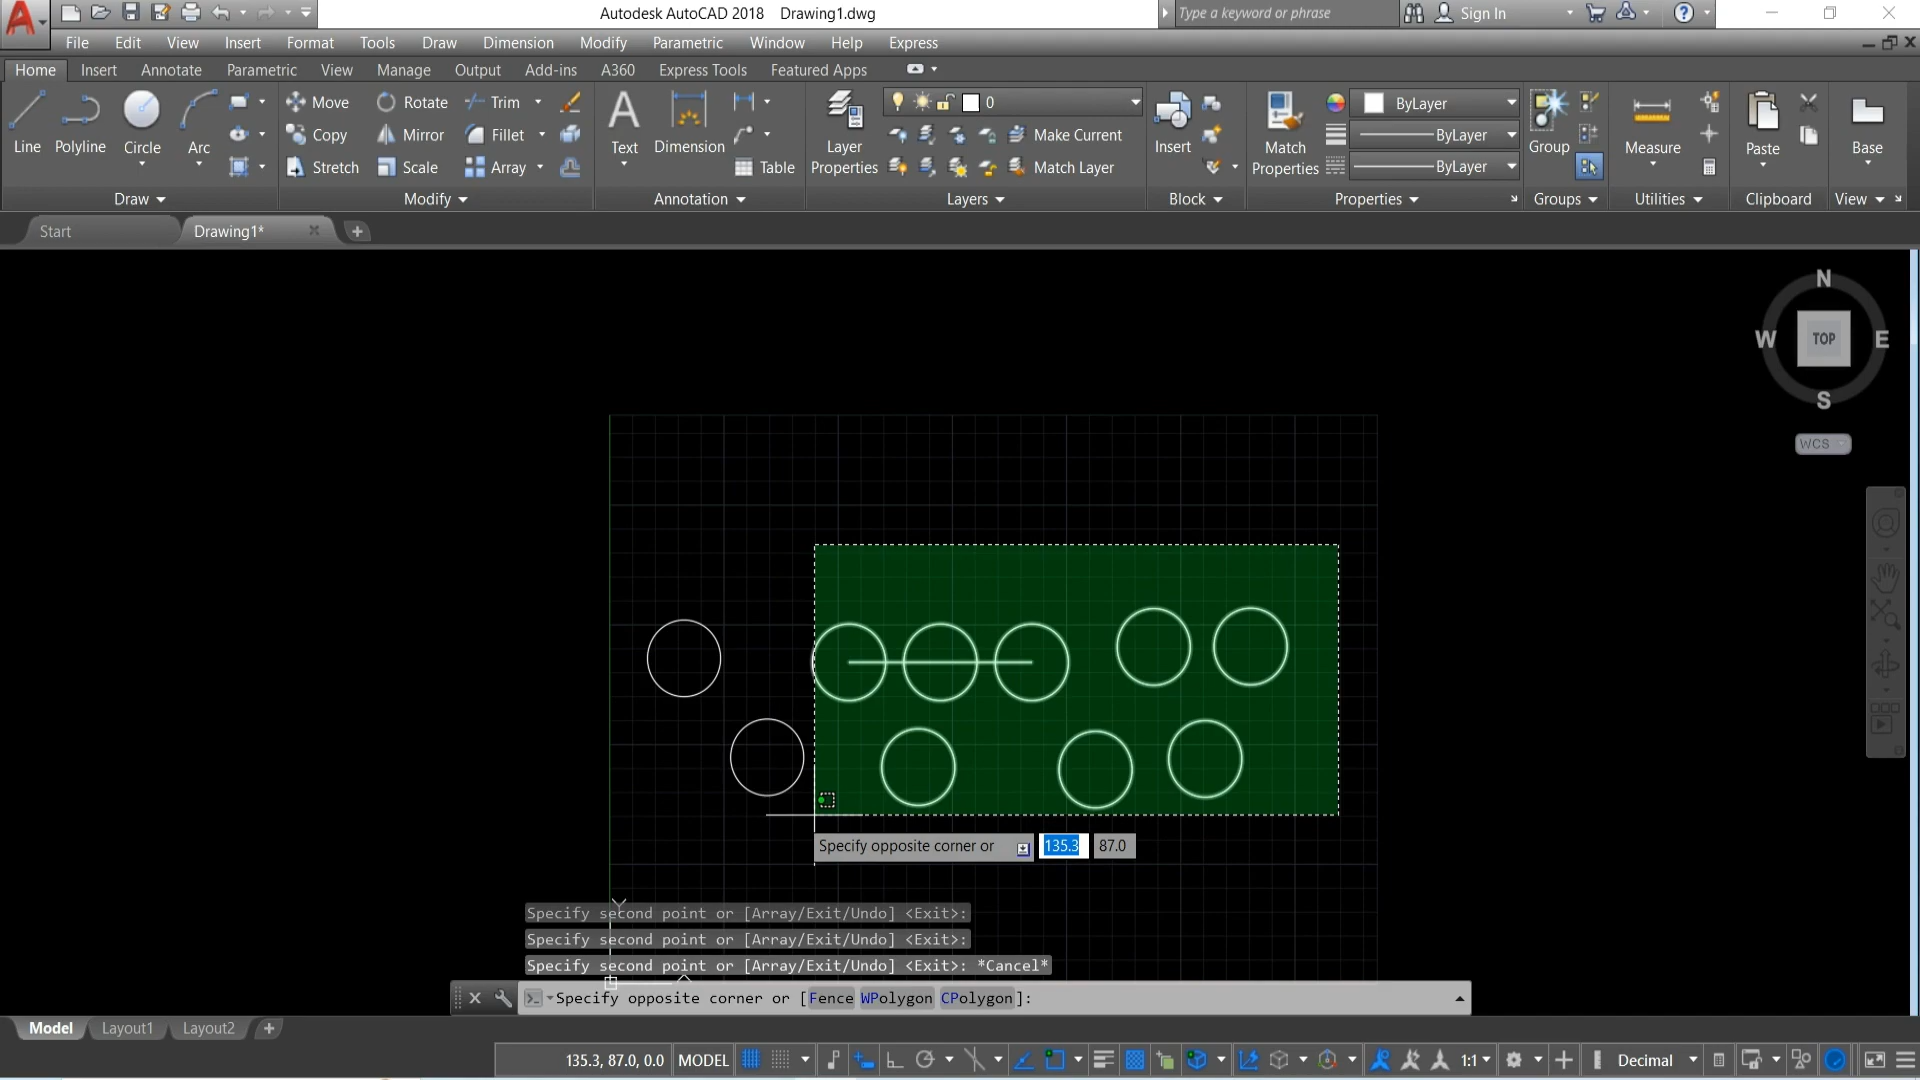 Autodesk AutoCAD 2018 Drawing1.dwg
Type a keyword or phrase
Sign In
File Edit View Insert Format Tools Draw Dimension Modify Parametric Window Help Express
Home Insert Annotate Parametric View Manage Output Add-ins A360 Express Tools Featured Apps
Line Polyline Circle Arc
Move Rotate Trim
Copy Mirror Fillet
Stretch Scale Array
Text Dimension Table
Layer Properties
0
Make Current
Match Layer
Insert
Match Properties
ByLayer
ByLayer
ByLayer
Group
Measure
Paste
Base
Draw Modify Annotation Layers Block Properties Groups Utilities Clipboard View
Start Drawing1*
N
W TOP E
S
WCS
Specify opposite corner or 135.3 87.0
Specify second point or [Array/Exit/Undo] <Exit>:
Specify second point or [Array/Exit/Undo] <Exit>:
Specify second point or [Array/Exit/Undo] <Exit>: *Cancel*
Specify opposite corner or [Fence WPolygon CPolygon]:
Model Layout1 Layout2
135.3, 87.0, 0.0 MODEL 1:1 Decimal